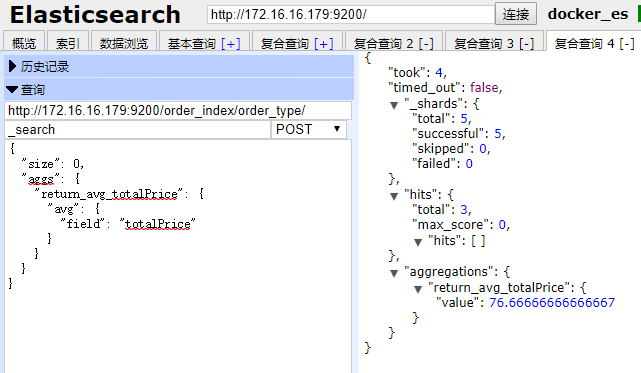 Elasticsearch http://172.16.16.179:9200/ 连接 docker_es
概览 索引 数据浏览 基本查询 [+] 复合查询 [+] 复合查询 2 [-] 复合查询 3 [-] 复合查询 4 [-]
历史记录
查询
http://172.16.16.179:9200/order_index/order_type/
_search POST
{
"size": 0,
"aggs": {
"return_avg_totalPrice": {
"avg": {
"field": "totalPrice"
}
}
}
}
{
"took": 4,
"timed_out": false,
"_shards": {
"total": 5,
"successful": 5,
"skipped": 0,
"failed": 0
},
"hits": {
"total": 3,
"max_score": 0,
"hits": [ ]
},
"aggregations": {
"return_avg_totalPrice": {
"value": 76.66666666666667
}
}
}